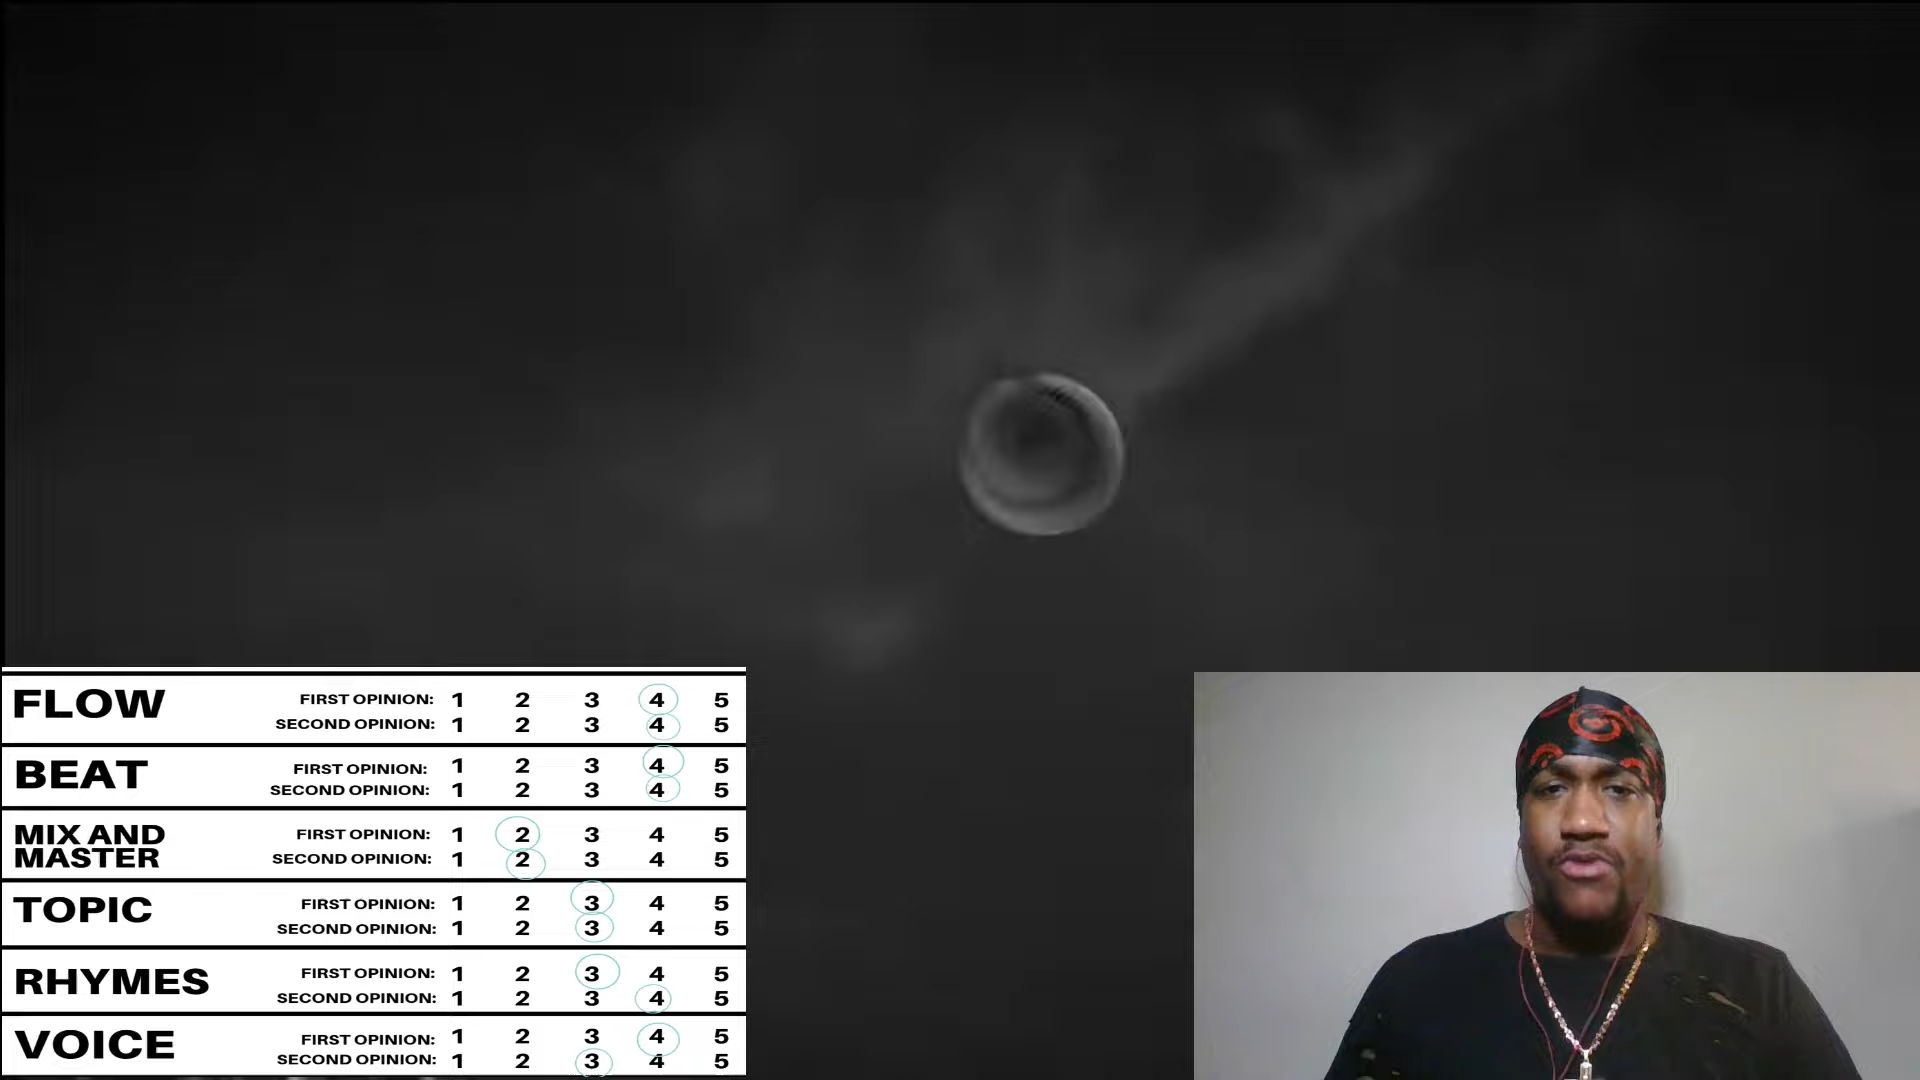 FLOW
FIRST OPINION: 1 2 3 4 5
SECOND OPINION: 1 2 3 4 5
BEAT
FIRST OPINION: 1 2 3 4 5
SECOND OPINION: 1 2 3 4 5
MIX AND
MASTER
FIRST OPINION: 1 2 3 4 5
SECOND OPINION: 1 2 3 4 5
TOPIC
FIRST OPINION: 1 2 3 4 5
SECOND OPINION: 1 2 3 4 5
RHYMES
FIRST OPINION: 1 2 3 4 5
SECOND OPINION: 1 2 3 4 5
VOICE
FIRST OPINION: 1 2 3 4 5
SECOND OPINION: 1 2 3 4 5